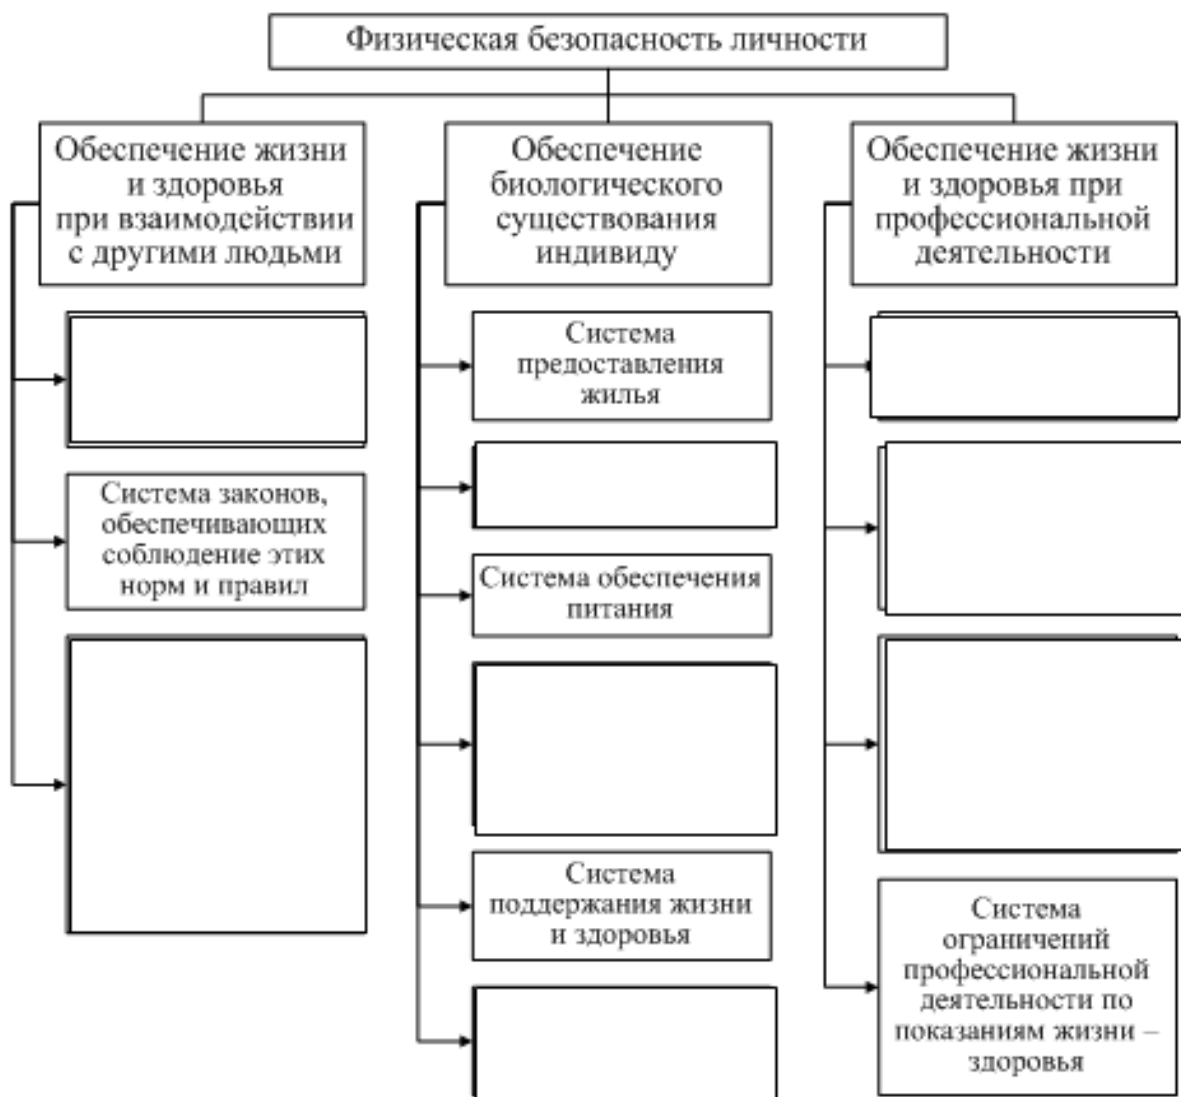 Физическая безопасность личности
Обеспечение жизни
и здоровья
при взаимодействии
с другими людьми
Обеспечение
биологического
существования
индивиду
Обеспечение жизни
и здоровья при
профессиональной
деятельности
Система
предоставления
жилья
Система законов,
обеспечивающих
соблюдение этих
норм и правил
Система обеспечения
питания
Система
поддержания жизни
и здоровья
Система
ограничений
профессиональной
деятельности по
показаниям жизни –
здоровья